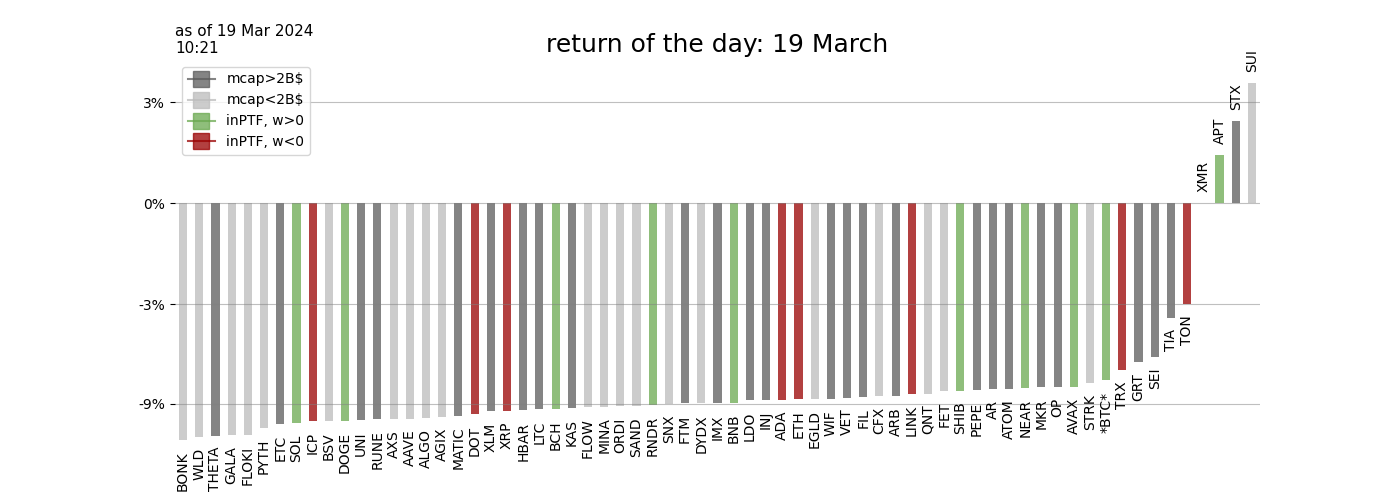 as of 19 Mar 2024
10:21
return of the day: 19 March
mcap>2B$
mcap<2B$
inPTF, w>0
inPTF, w<0
3%
0%
-3%
-9%
BONK
WLD
THETA
GALA
FLOKI
PYTH
ETC
SOL
ICP
BSV
DOGE
UNI
RUNE
AXS
AAVE
ALGO
AGIX
MATIC
DOT
XLM
XRP
HBAR
LTC
BCH
KAS
FLOW
MINA
ORDI
SAND
RNDR
SNX
FTM
DYDX
IMX
BNB
LDO
INJ
ADA
ETH
EGLD
WIF
VET
FIL
CFX
ARB
LINK
QNT
FET
SHIB
PEPE
AR
ATOM
NEAR
MKR
OP
AVAX
STRK
*BTC*
TRX
GRT
SEI
TIA
TON
XMR
APT
STX
SUI